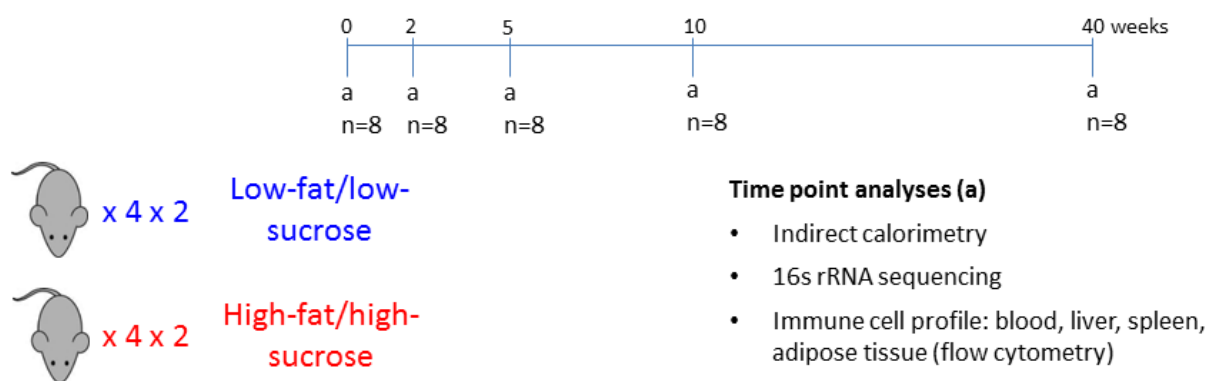 0 2 5 10 40 weeks
a a a a a
n=8 n=8 n=8 n=8 n=8
x 4 x 2
Low-fat/low-
sucrose
x 4 x 2
High-fat/high-
sucrose
Time point analyses (a)
• Indirect calorimetry
• 16s rRNA sequencing
• Immune cell profile: blood, liver, spleen,
adipose tissue (flow cytometry)